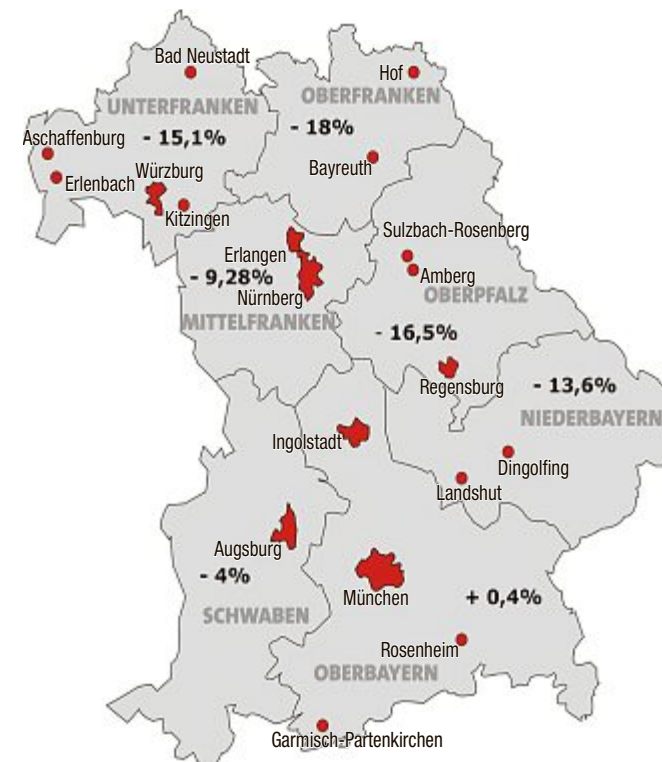 Bad Neustadt
Hof
UNTERFRANKEN
OBERFRANKEN
Aschaffenburg
- 15,1%
- 18%
Würzburg
Bayreuth
Erlenbach
Kitzingen
Sulzbach-Rosenberg
Erlangen
- 9,28%
Amberg
Nürnberg
OBERPFALZ
MITTELFRANKEN
- 16,5%
Regensburg
- 13,6%
NIEDERBAYERN
Ingolstadt
Dingolfing
Landshut
Augsburg
- 4%
München
+ 0,4%
SCHWABEN
Rosenheim
OBERBAYERN
Garmisch-Partenkirchen